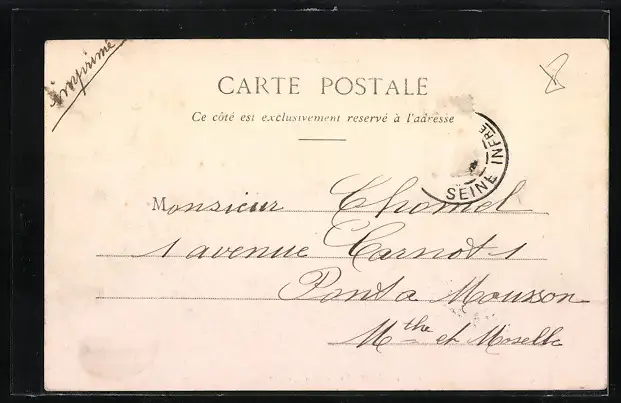 imprimé
CARTE POSTALE
Ce côté est exclusivement reservé à l'adresse
SEINE INFRE
Monsieur Thomel
1 avenue Carnot 1
Pont a Mousson
Mthe et Moselle